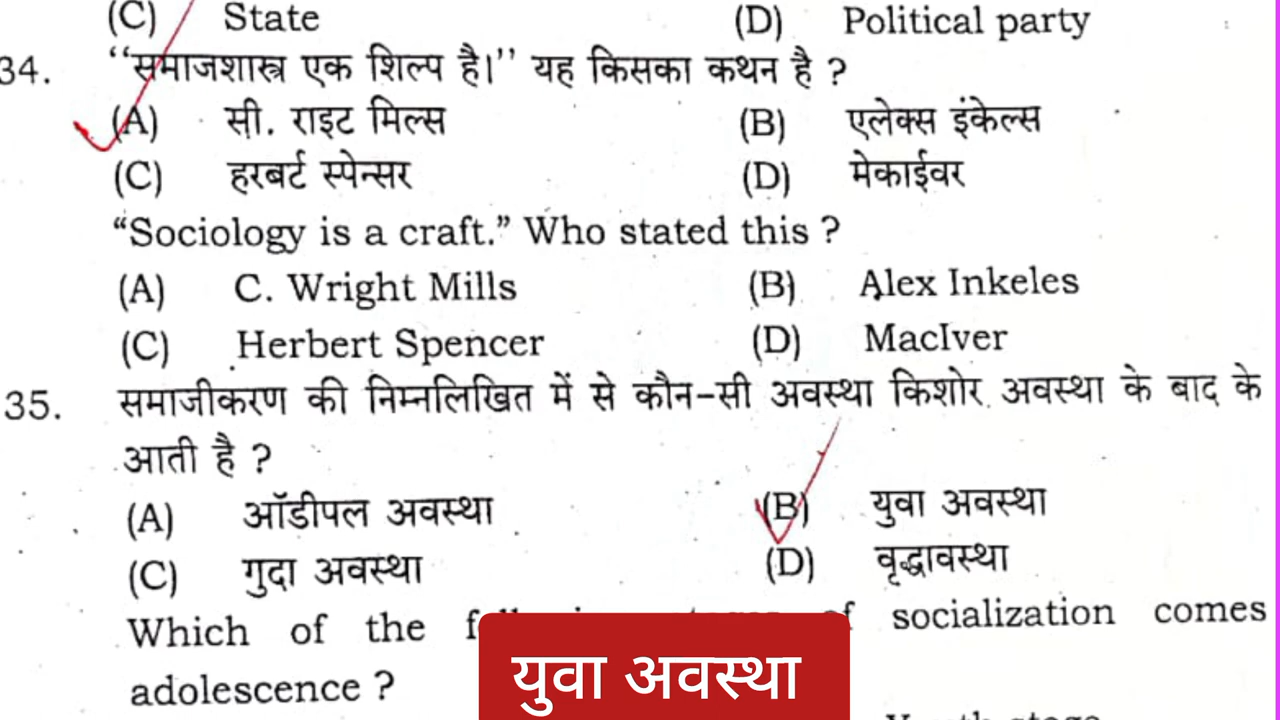 (C) State (D) Political party
34. ‘‘समाजशास्त्र एक शिल्प है।’’ यह किसका कथन है ?
(A) सी. राइट मिल्स (B) एलेक्स इंकेल्स
(C) हरबर्ट स्पेन्सर (D) मेकाईवर
“Sociology is a craft.” Who stated this ?
(A) C. Wright Mills (B) Alex Inkeles
(C) Herbert Spencer (D) MacIver
35. समाजीकरण की निम्नलिखित में से कौन-सी अवस्था किशोर अवस्था के बाद के
आती है ?
(A) ऑडीपल अवस्था (B) युवा अवस्था
(C) गुदा अवस्था (D) वृद्धावस्था
Which of the of socialization comes
adolescence ?
युवा अवस्था